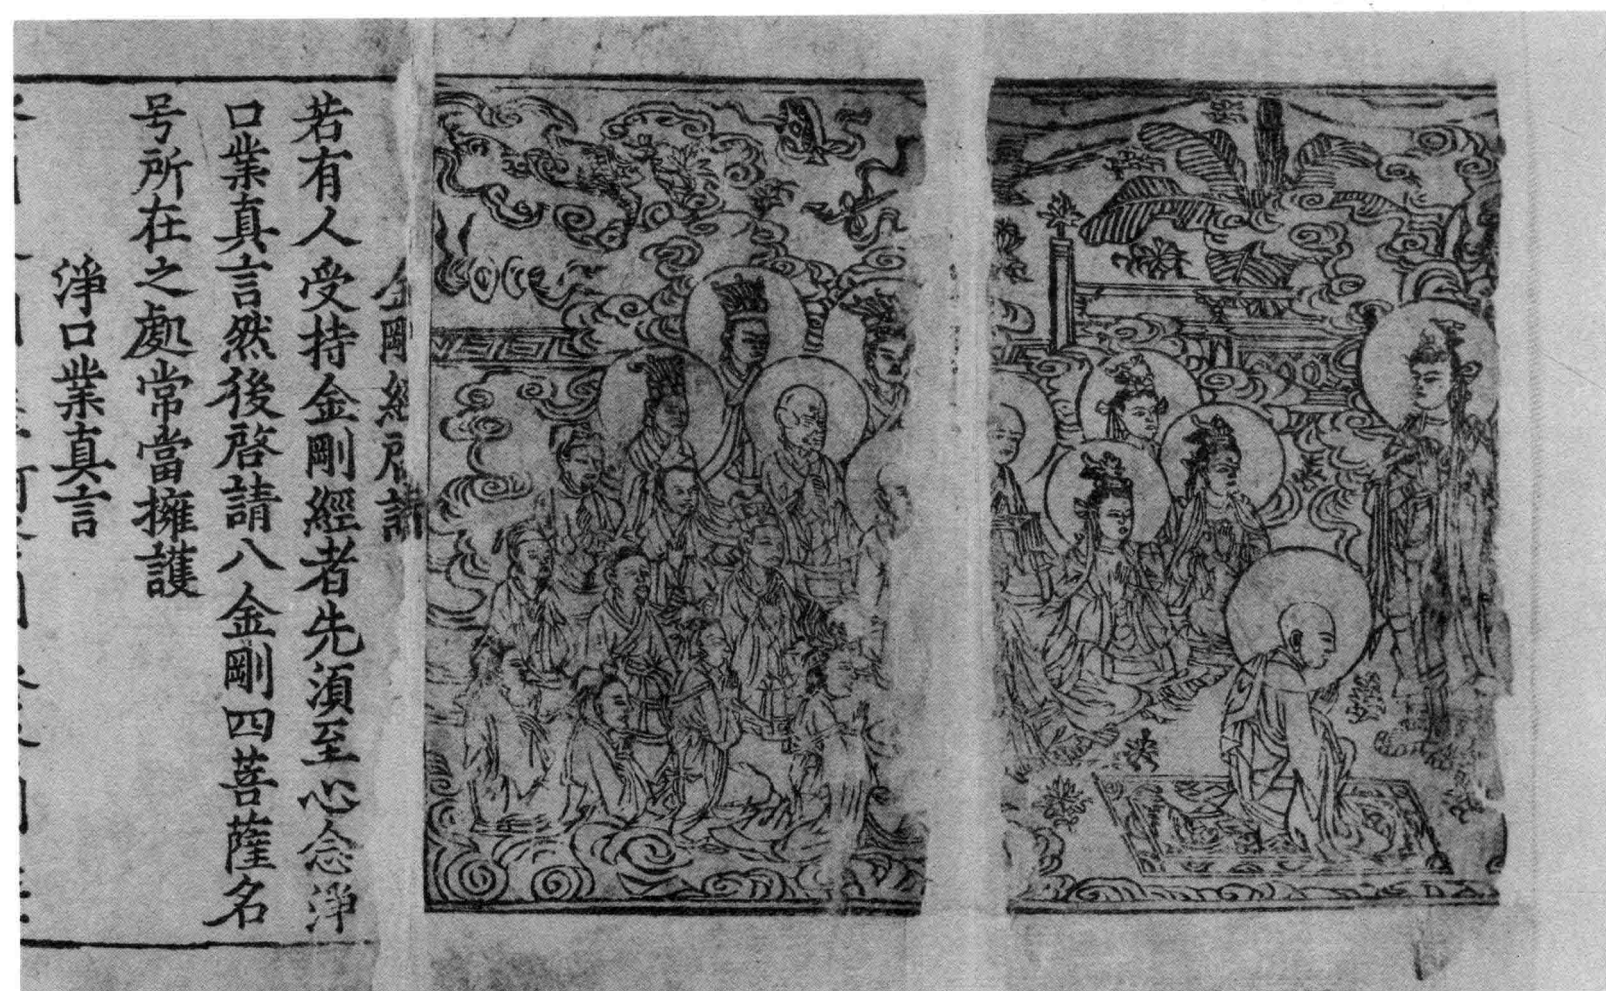 金剛經啓請
若有人受持金剛經者先湏至心念淨
口業真言然後啓請八金剛四菩薩名
号所在之處常當擁護
淨口業真言